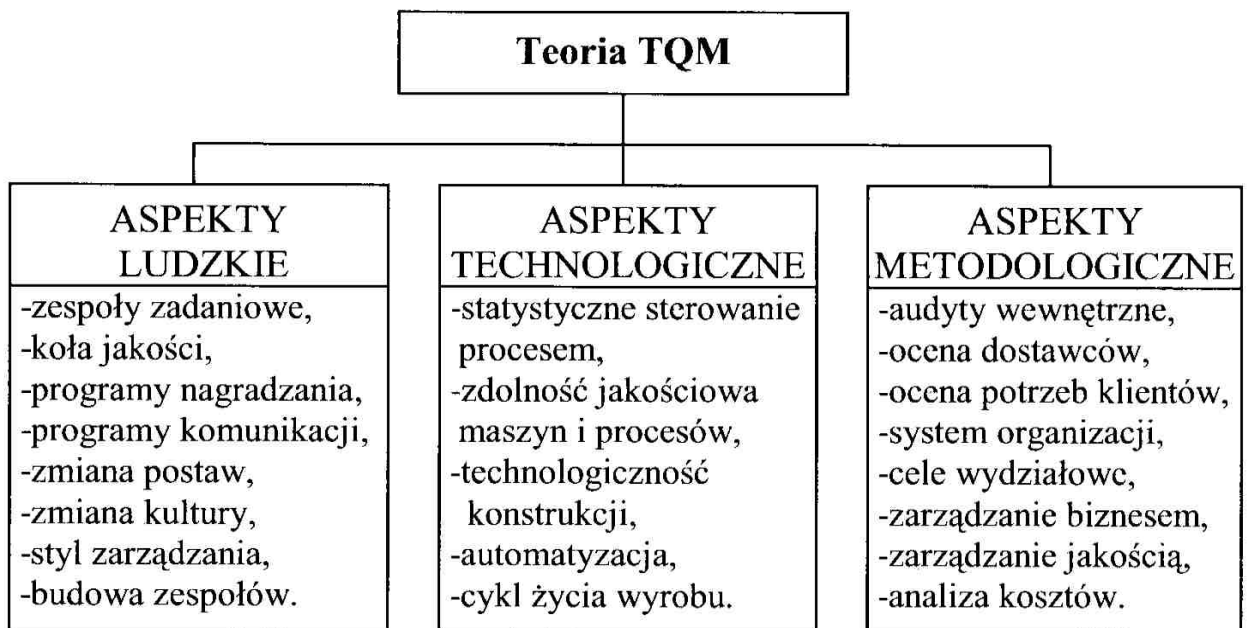 Teoria TQM
ASPEKTY
LUDZKIE
-zespoły zadaniowe,
-koła jakości,
-programy nagradzania,
-programy komunikacji,
-zmiana postaw,
-zmiana kultury,
-styl zarządzania,
-budowa zespołów.
ASPEKTY
TECHNOLOGICZNE
-statystyczne sterowanie
procesem,
-zdolność jakościowa
maszyn i procesów,
-technologiczność
konstrukcji,
-automatyzacja,
-cykl życia wyrobu.
ASPEKTY
METODOLOGICZNE
-audyty wewnętrzne,
-ocena dostawców,
-ocena potrzeb klientów,
-system organizacji,
-cele wydziałowe,
-zarządzanie biznesem,
-zarządzanie jakością,
-analiza kosztów.